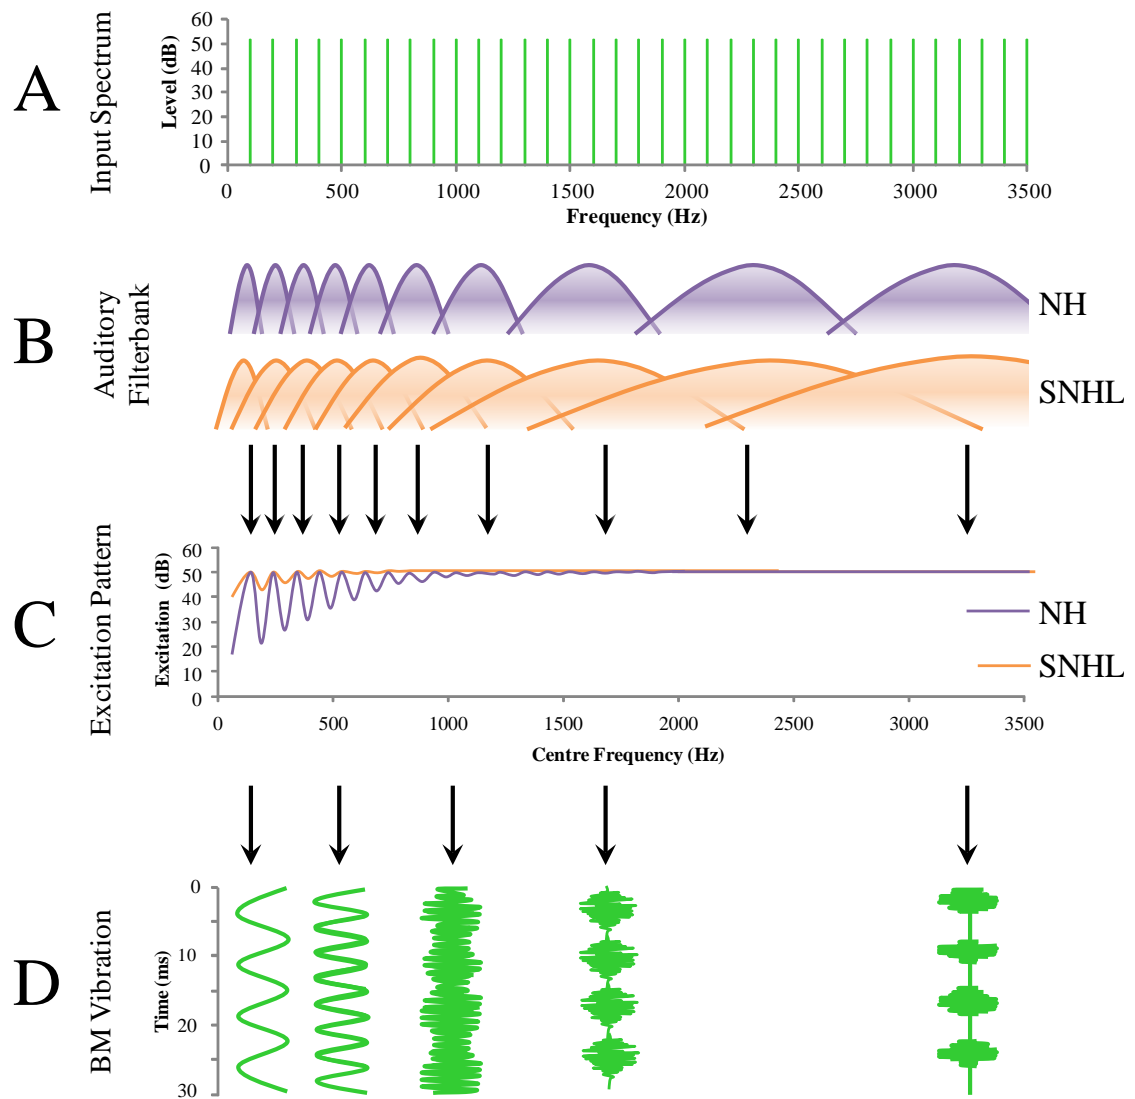 A
Input Spectrum
Level (dB)
60
50
40
30
20
10
0
0 500 1000 1500 2000 2500 3000 3500
Frequency (Hz)
B
Auditory
Filterbank
NH
SNHL
C
Excitation Pattern
Excitation (dB)
60
50
40
30
20
10
0
NH
SNHL
0 500 1000 1500 2000 2500 3000 3500
Centre Frequency (Hz)
D
BM Vibration
Time (ms)
0
10
20
30